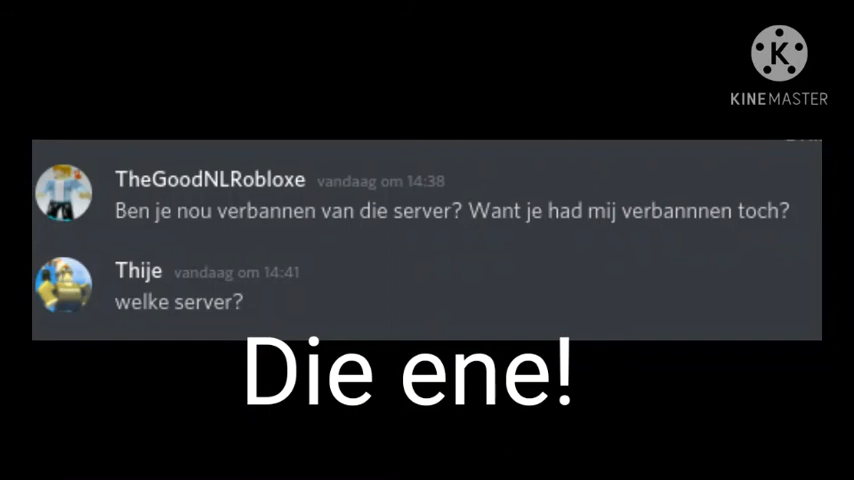 KINEMASTER
TheGoodNLRobloxe vandaag om 14:38
Ben je nou verbannen van die server? Want je had mij verbannnen toch?
Thije vandaag om 14:41
welke server?
Die ene!